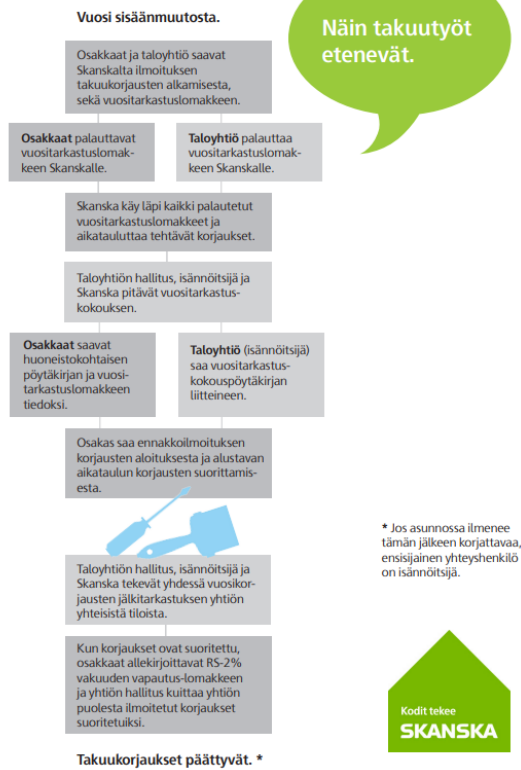 Vuosi sisäänmuutosta.
Näin takuutyöt
etenevät.
Osakkaat ja taloyhtiö saavat
Skanskalta ilmoituksen
takuukorjausten alkamisesta,
sekä vuositarkastuslomakkeen.
Osakkaat palauttavat
vuositarkastuslomak-
keen Skanskalle.
Taloyhtiö palauttaa
vuositarkastuslomak-
keen Skanskalle.
Skanska käy läpi kaikki palautetut
vuositarkastuslomakkeet ja
aikatauluttaa tehtävät korjaukset.
Taloyhtiön hallitus, isännöitsijä ja
Skanska pitävät vuositarkastus-
kokouksen.
Osakkaat saavat
huoneistokohtaisen
pöytäkirjan ja vuosi-
tarkastuslomakkeen
tiedoksi.
Taloyhtiö (isännöitsijä)
saa vuositarkastus-
kokouspöytäkirjan
liitteineen.
Osakas saa ennakkoilmoituksen
korjausten aloituksesta ja alustavan
aikataulun korjausten suorittamis-
esta.
Taloyhtiön hallitus, isännöitsijä ja
Skanska tekevät yhdessä vuosikor-
jausten jälkitarkastuksen yhtiön
yhteisistä tiloista.
Kun korjaukset ovat suoritettu,
osakkaat allekirjoittavat RS-2%
vakuuden vapautus-lomakkeen
ja yhtiön hallitus kuittaa yhtiön
puolesta ilmoitetut korjaukset
suoritetuiksi.
Takuukorjaukset päättyvät. *
* Jos asunnossa ilmenee
tämän jälkeen korjattavaa,
ensisijainen yhteyshenkilö
on isännöitsijä.
Kodit tekee
SKANSKA